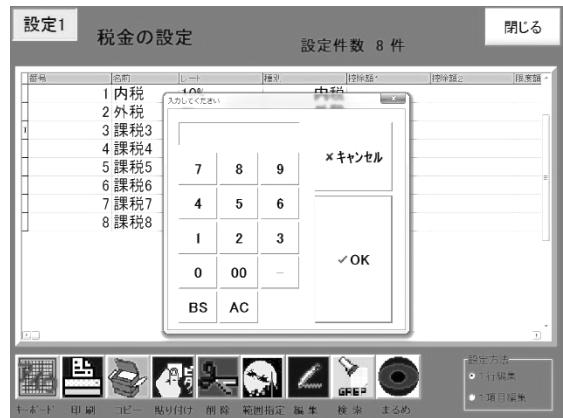 設定1
税金の設定
設定件数 8 件
閉じる
番号 名前 レート 種別 控除額1 控除額2 限度額
1 内税 10% 内税
2 外税
3 課税3
4 課税4
5 課税5
6 課税6
7 課税7
8 課税8
入力してください
7 8 9
4 5 6
1 2 3
0 00 −
BS AC
×キャンセル
✓OK
キーボード 印刷 コピー 貼り付け 削除 範囲指定 編集 検索 まるめ
GREP
設定方法
1行編集
1項目編集